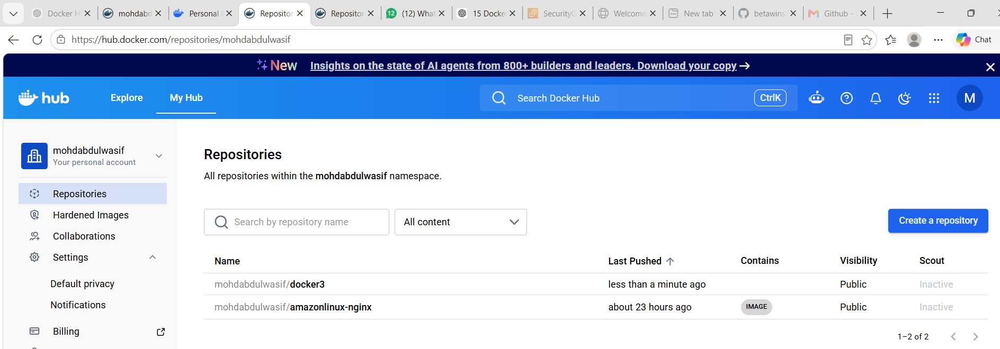 Docker H
mohdabd
Personal a
Repositor
Repositor
12
(12) What
15 Docke
SecurityG
Welcome
New tab
betawins
Github -
https://hub.docker.com/repositories/mohdabdulwasif
Chat
New Insights on the state of AI agents from 800+ builders and leaders. Download your copy →
hub
Explore
My Hub
Search Docker Hub
CtrlK
M
mohdabdulwasif
Your personal account
Repositories
Hardened Images
Collaborations
Settings
Default privacy
Notifications
Billing
Repositories
All repositories within the mohdabdulwasif namespace.
Search by repository name
All content
Create a repository
Name Last Pushed Contains Visibility Scout
mohdabdulwasif/docker3 less than a minute ago Public Inactive
mohdabdulwasif/amazonlinux-nginx about 23 hours ago IMAGE Public Inactive
1–2 of 2